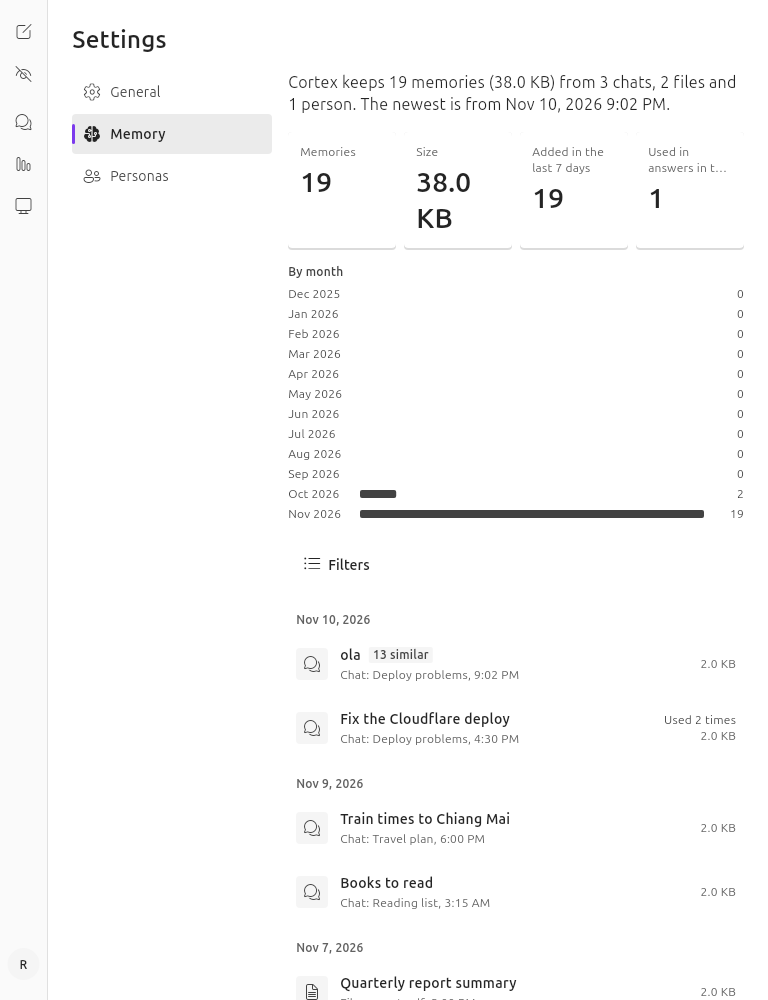 Settings
General
Memory
Personas
Cortex keeps 19 memories (38.0 KB) from 3 chats, 2 files and
1 person. The newest is from Nov 10, 2026 9:02 PM.
Memories
19
Size
38.0
KB
Added in the
last 7 days
19
Used in
answers in t…
1
By month
Dec 2025 0
Jan 2026 0
Feb 2026 0
Mar 2026 0
Apr 2026 0
May 2026 0
Jun 2026 0
Jul 2026 0
Aug 2026 0
Sep 2026 0
Oct 2026 2
Nov 2026 19
Filters
Nov 10, 2026
ola 13 similar
Chat: Deploy problems, 9:02 PM
2.0 KB
Fix the Cloudflare deploy
Chat: Deploy problems, 4:30 PM
Used 2 times
2.0 KB
Nov 9, 2026
Train times to Chiang Mai
Chat: Travel plan, 6:00 PM
2.0 KB
Books to read
Chat: Reading list, 3:15 AM
2.0 KB
Nov 7, 2026
Quarterly report summary
2.0 KB
R